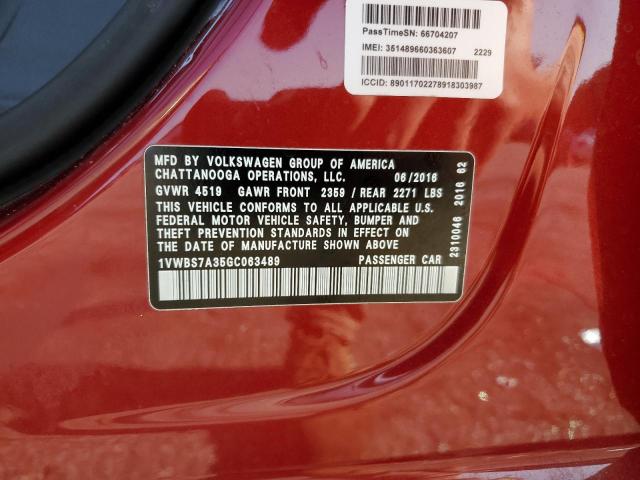 PassTimeSN: 66704207
IMEI: 351489660363607 2229
ICCID: 89011702278918303987
MFD BY VOLKSWAGEN GROUP OF AMERICA
CHATTANOOGA OPERATIONS, LLC. 06/2016
GVWR 4519 GAWR FRONT 2359 / REAR 2271 LBS
THIS VEHICLE CONFORMS TO ALL APPLICABLE U.S.
FEDERAL MOTOR VEHICLE SAFETY, BUMPER AND
THEFT PREVENTION STANDARDS IN EFFECT ON THE
DATE OF MANUFACTURE SHOWN ABOVE
1VWBS7A35GC063489 PASSENGER CAR
2310046 2016 62